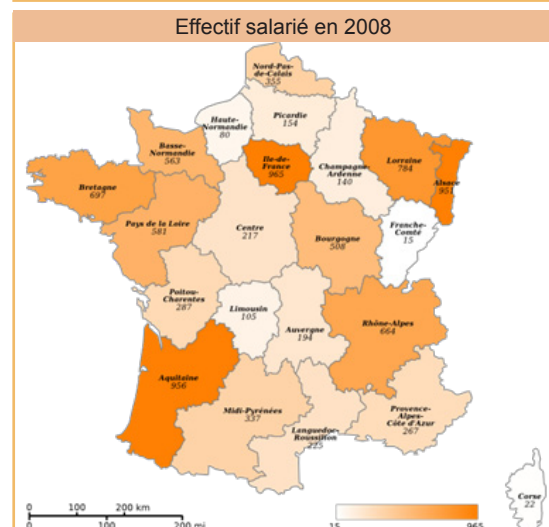 Effectif salarié en 2008
Nord-Pas-
de-Calais
355
Haute-
Normandie
80
Picardie
154
Basse-
Normandie
563
Ile-de-
France
965
Champagne-
Ardenne
140
Lorraine
784
Alsace
951
Bretagne
697
Pays de la Loire
581
Centre
217
Bourgogne
508
Franche-
Comté
15
Poitou-
Charentes
287
Limousin
105
Auvergne
194
Rhône-Alpes
664
Aquitaine
956
Midi-Pyrénées
337
Languedoc-
Roussillon
225
Provence-
Alpes-
Côte d'Azur
267
Corse
22
0 100 200 km
0 100 200 mi
15 965